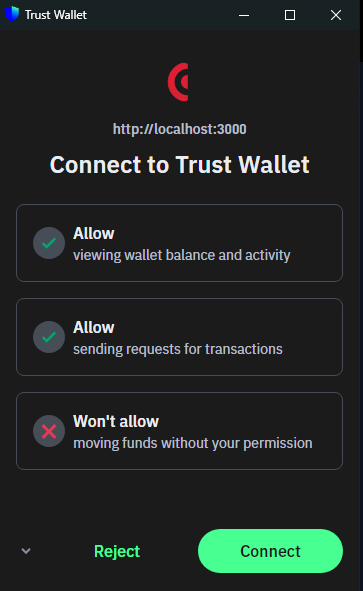 Trust Wallet
http://localhost:3000
Connect to Trust Wallet
Allow
viewing wallet balance and activity
Allow
sending requests for transactions
Won't allow
moving funds without your permission
Reject
Connect